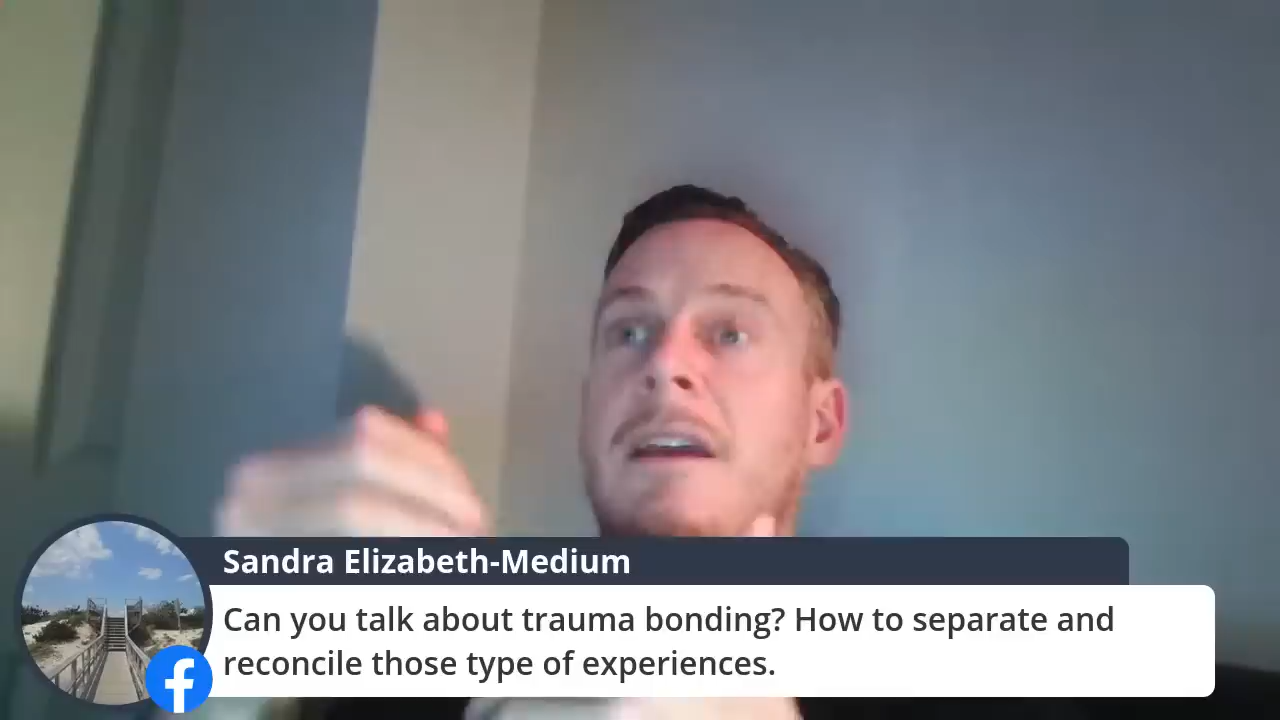 Sandra Elizabeth-Medium
Can you talk about trauma bonding? How to separate and
reconcile those type of experiences.